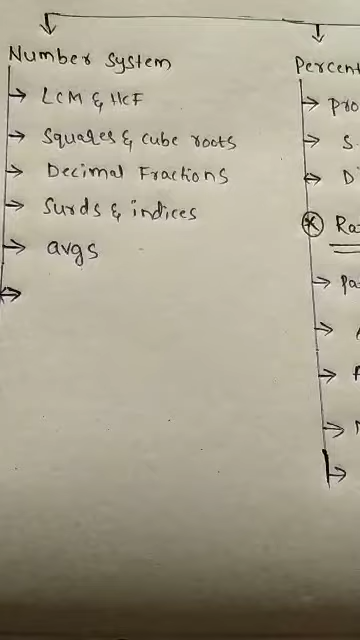 Number system
LCM & HCF
Squares & cube roots
Decimal Fractions
Surds & indices
avgs
Percent
pro
S
D
Ra
pa